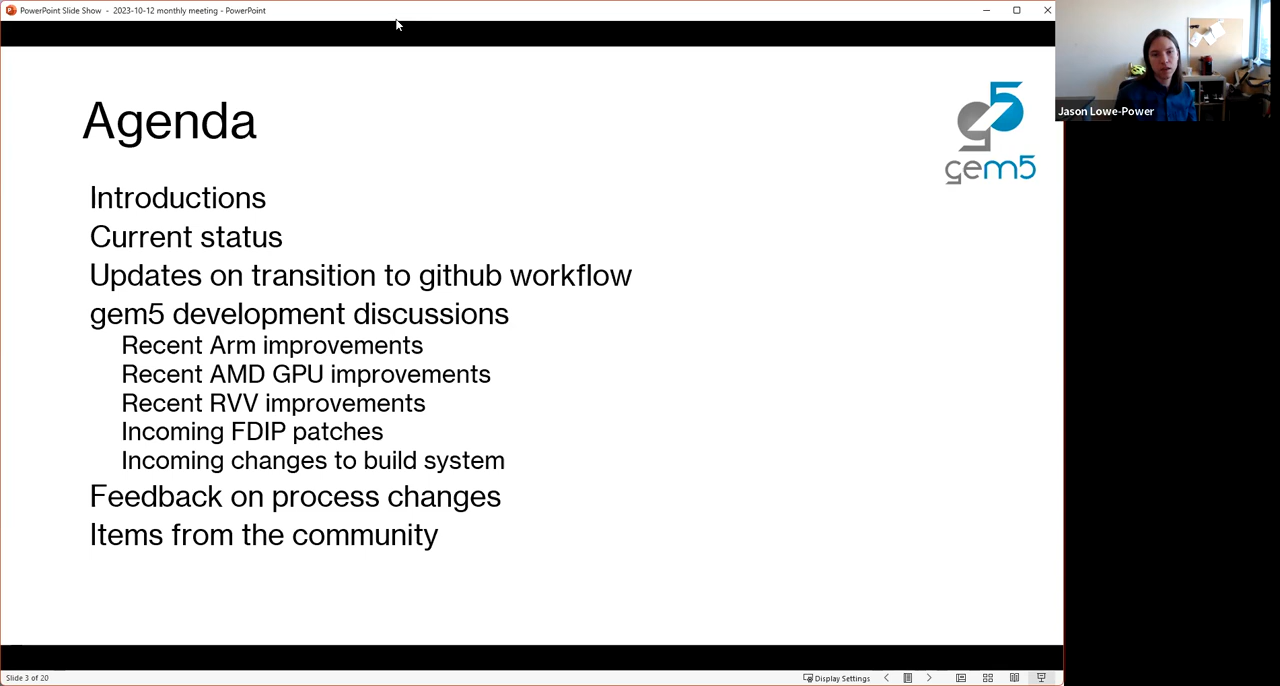 PowerPoint Slide Show - 2023-10-12 monthly meeting - PowerPoint
Jason Lowe-Power
Agenda
gem5
Introductions
Current status
Updates on transition to github workflow
gem5 development discussions
Recent Arm improvements
Recent AMD GPU improvements
Recent RVV improvements
Incoming FDIP patches
Incoming changes to build system
Feedback on process changes
Items from the community
Slide 3 of 20
Display Settings